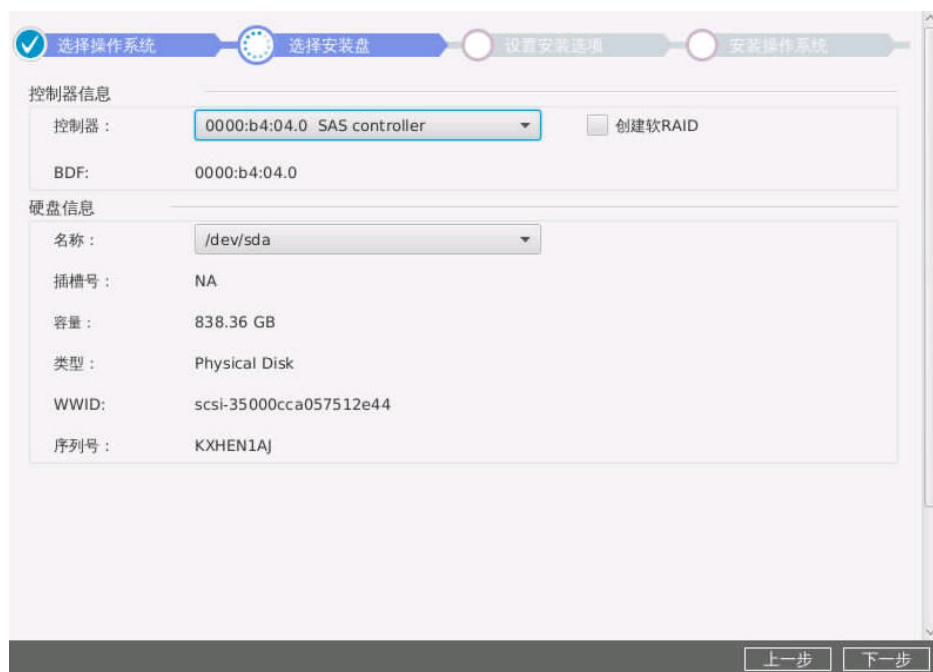 选择操作系统 选择安装盘 设置安装选项 安装操作系统
控制器信息
控制器： 0000:b4:04.0 SAS controller 创建软RAID
BDF: 0000:b4:04.0
硬盘信息
名称： /dev/sda
插槽号： NA
容量： 838.36 GB
类型： Physical Disk
WWID: scsi-35000cca057512e44
序列号： KXHEN1AJ
上一步 下一步